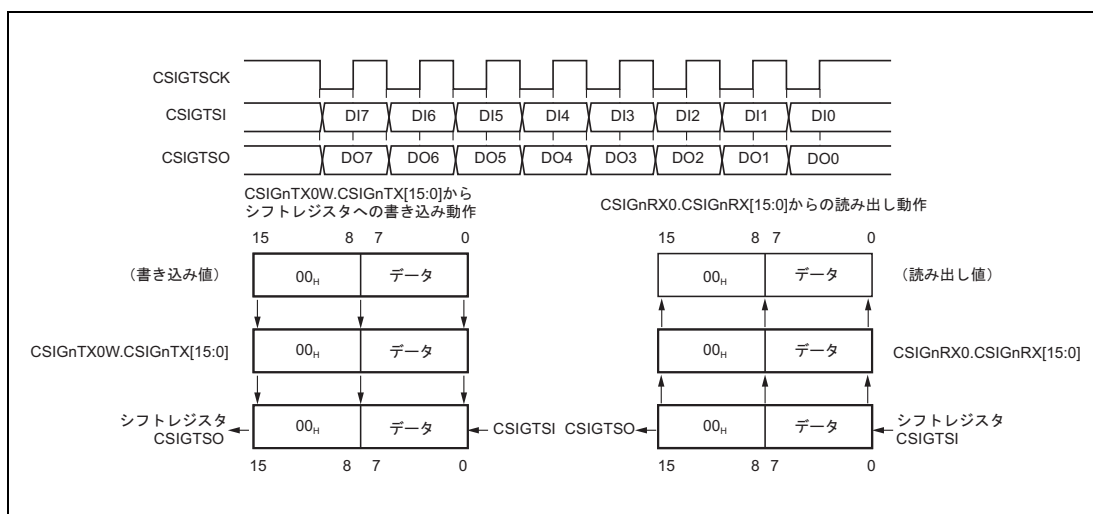 CSIGTSCK
CSIGTSI DI7 DI6 DI5 DI4 DI3 DI2 DI1 DI0
CSIGTSO DO7 DO6 DO5 DO4 DO3 DO2 DO1 DO0
CSIGnTX0W.CSIGnTX[15:0]から
シフトレジスタへの書き込み動作
CSIGnRX0.CSIGnRX[15:0]からの読み出し動作
15 8 7 0 15 8 7 0
(書き込み値) 00H データ 00H データ (読み出し値)
CSIGnTX0W.CSIGnTX[15:0] 00H データ 00H データ CSIGnRX0.CSIGnRX[15:0]
シフトレジスタ
CSIGTSO 00H データ CSIGTSI CSIGTSO 00H データ シフトレジスタ
CSIGTSI
15 8 7 0 15 8 7 0